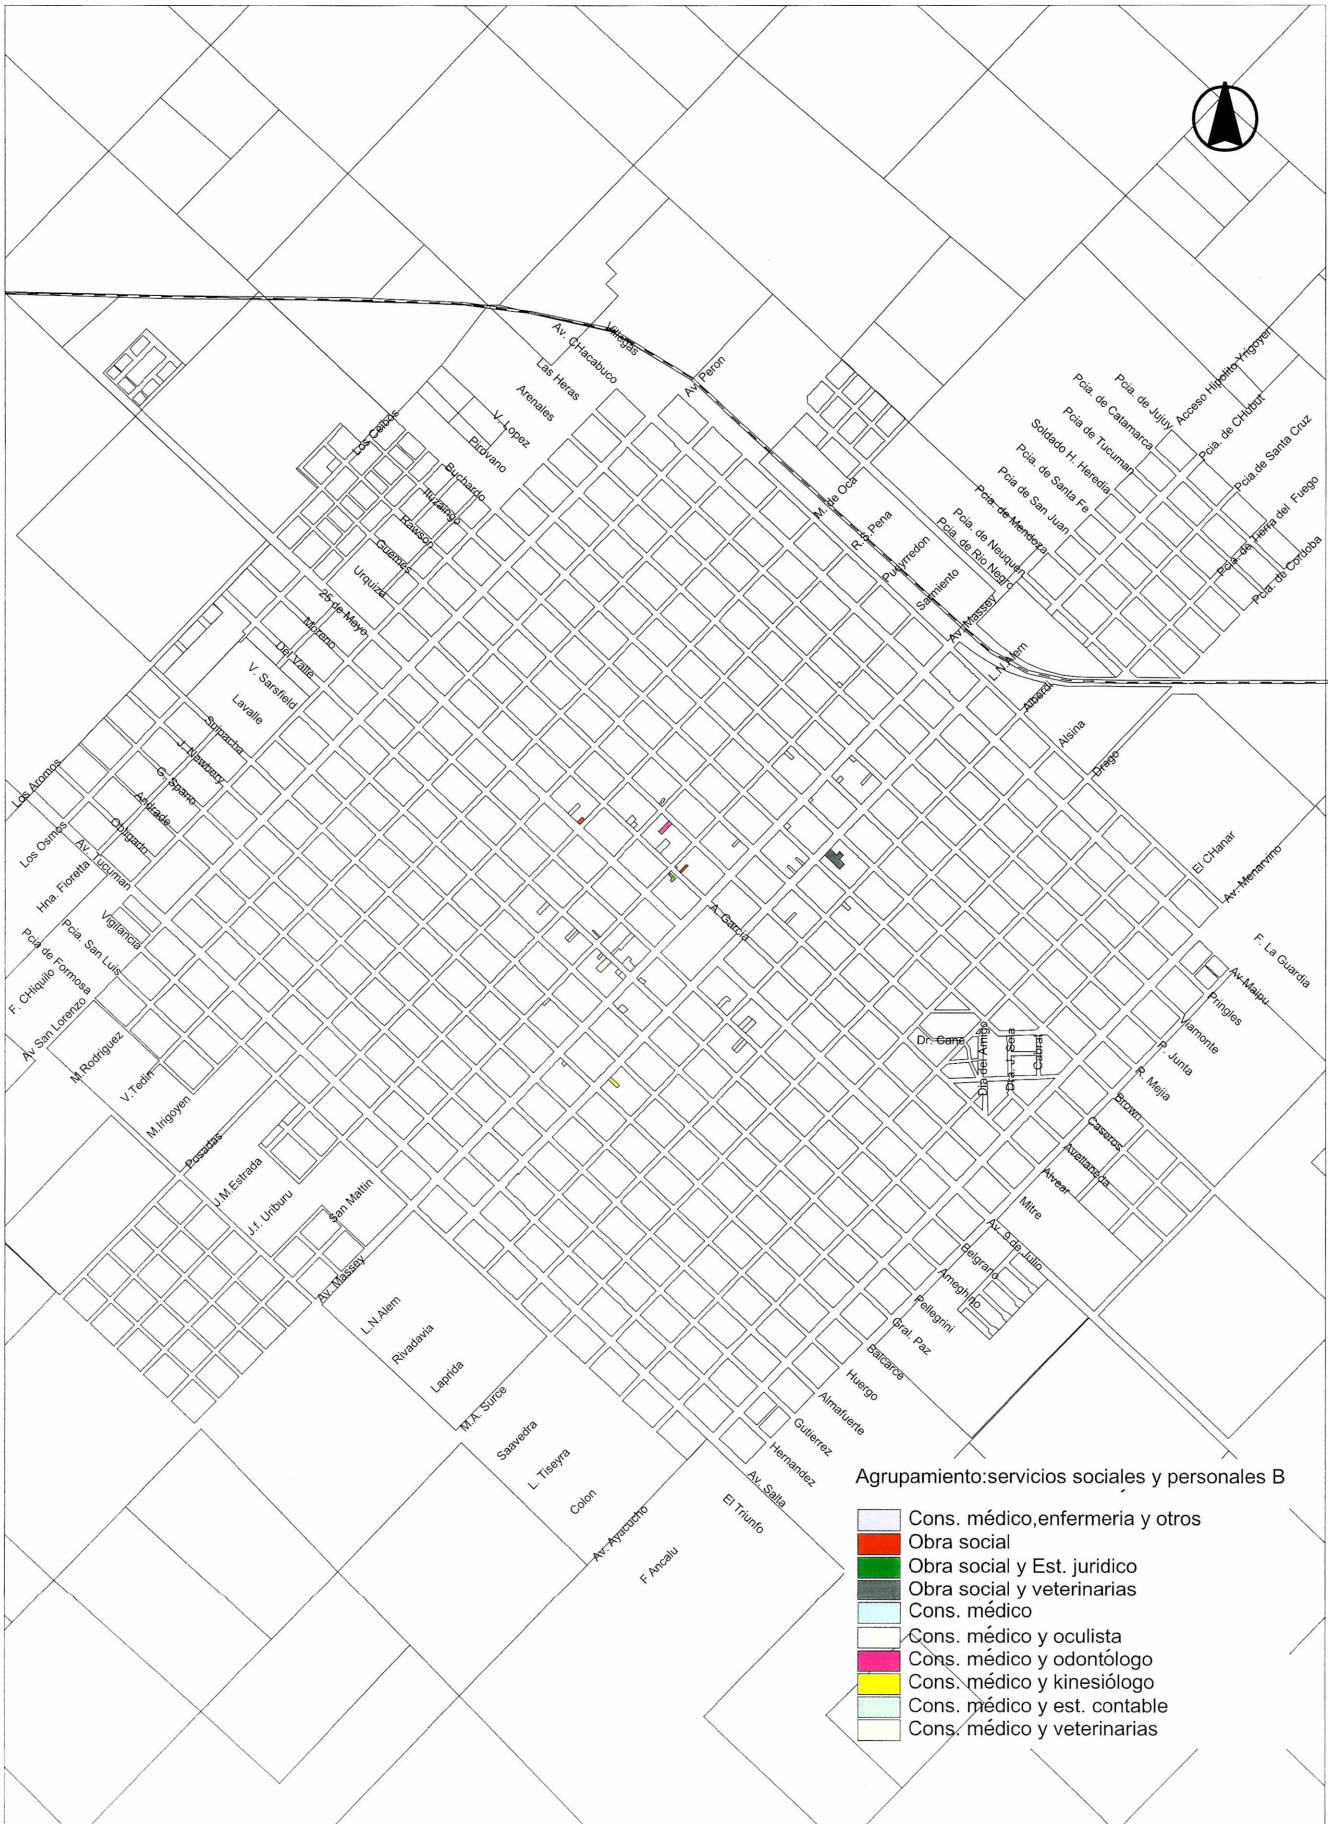 Villegas
Av. CHacabuco
Las Heras
Arenales
V. Lopez
Pirovano
Buchardo
Ituzaingo
Rawson
Guemes
Urquiza
25 de Mayo
Moreno
Del Valle
V. Sarsfield
Lavalle
Suipacha
J. Newbery
G. Spano
Andrade
Obligado
Av. Tucuman
Vigilancia
Los Ceibos
Av. Peron
M. de Oca
R.S.Pena
Pueyrredon
Sarmiento
Av. Massey
L.N.Alem
Alberdi
Alsina
Drago
Pcia. de Rio Negro
Pcia. de Neuquen
Pcia. de Mendoza
Pcia de San Juan
Pcia. de Santa Fe
Soldado H. Heredia
Pcia de Tucuman
Pcia. de Catamarca
Pcia. de Jujuy
Acceso Hipolito Yrigoyen
Pcia. de CHubut
Pcia.de Santa Cruz
Pcia. de Tierra del Fuego
Pcia. de Cordoba
El CHanar
Av. Menarvino
F. La Guardia
Av Maipu
Pringles
Viamonte
P. Junta
R. Mejia
Brown
Caseros
Avellaneda
Alvear
Mitre
Av. 9 de Julio
Belgrano
Ameghino
Pellegrini
Gral. Paz
Balcarce
Huergo
Almafuerte
Gutierrez
Hernandez
Av. Salta
El Triunfo
A. Garcia
Dr. Cane
Dia del Amigo
Dra. J. Sola
Cabral
Los Aromos
Los Osmos
Hna. Fioretta
Pcia. San Luis
Pcia de Formosa
F. CHiquilo
Av San Lorenzo
M.Rodriguez
V.Tedin
M.Irigoyen
Posadas
J.M.Estrada
J.f. Uriburu
San Mattin
Av. Massey
L.N.Alem
Rivadavia
Laprida
M.A. Surce
Saavedra
L. Tiseyra
Colon
Av. Ayacucho
F Ancalu
Agrupamiento:servicios sociales y personales B
Cons. médico,enfermeria y otros
Obra social
Obra social y Est. juridico
Obra social y veterinarias
Cons. médico
Cons. médico y oculista
Cons. médico y odontólogo
Cons. médico y kinesiólogo
Cons. médico y est. contable
Cons. médico y veterinarias